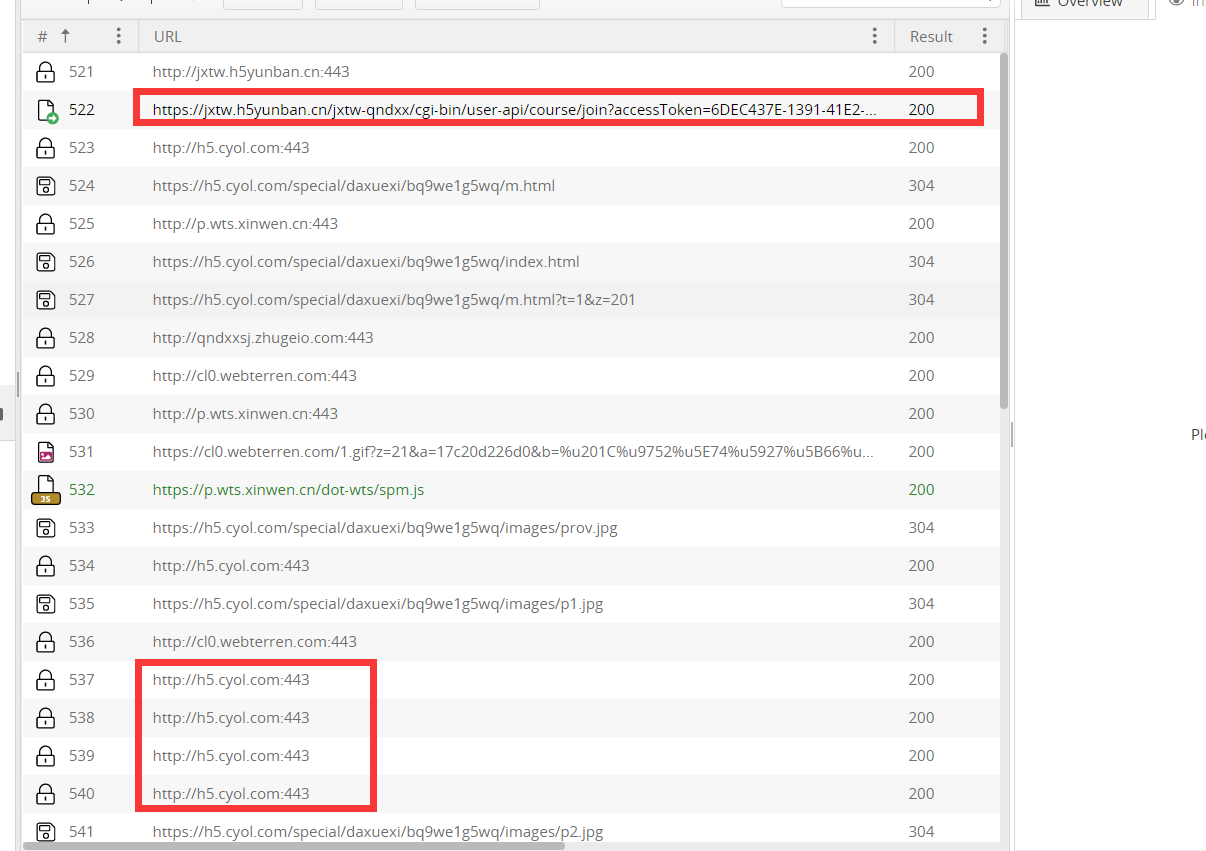 Overview
# URL Result
521 http://jxtw.h5yunban.cn:443 200
522 https://jxtw.h5yunban.cn/jxtw-qndxx/cgi-bin/user-api/course/join?accessToken=6DEC437E-1391-41E2-... 200
523 http://h5.cyol.com:443 200
524 https://h5.cyol.com/special/daxuexi/bq9we1g5wq/m.html 304
525 http://p.wts.xinwen.cn:443 200
526 https://h5.cyol.com/special/daxuexi/bq9we1g5wq/index.html 304
527 https://h5.cyol.com/special/daxuexi/bq9we1g5wq/m.html?t=1&z=201 304
528 http://qndxxsj.zhugeio.com:443 200
529 http://cl0.webterren.com:443 200
530 http://p.wts.xinwen.cn:443 200
531 https://cl0.webterren.com/1.gif?z=21&a=17c20d226d0&b=%u201C%u9752%u5E74%u5927%u5B66%u... 200
JS 532 https://p.wts.xinwen.cn/dot-wts/spm.js 200
533 https://h5.cyol.com/special/daxuexi/bq9we1g5wq/images/prov.jpg 304
534 http://h5.cyol.com:443 200
535 https://h5.cyol.com/special/daxuexi/bq9we1g5wq/images/p1.jpg 304
536 http://cl0.webterren.com:443 200
537 http://h5.cyol.com:443 200
538 http://h5.cyol.com:443 200
539 http://h5.cyol.com:443 200
540 http://h5.cyol.com:443 200
541 https://h5.cyol.com/special/daxuexi/bq9we1g5wq/images/p2.jpg 304